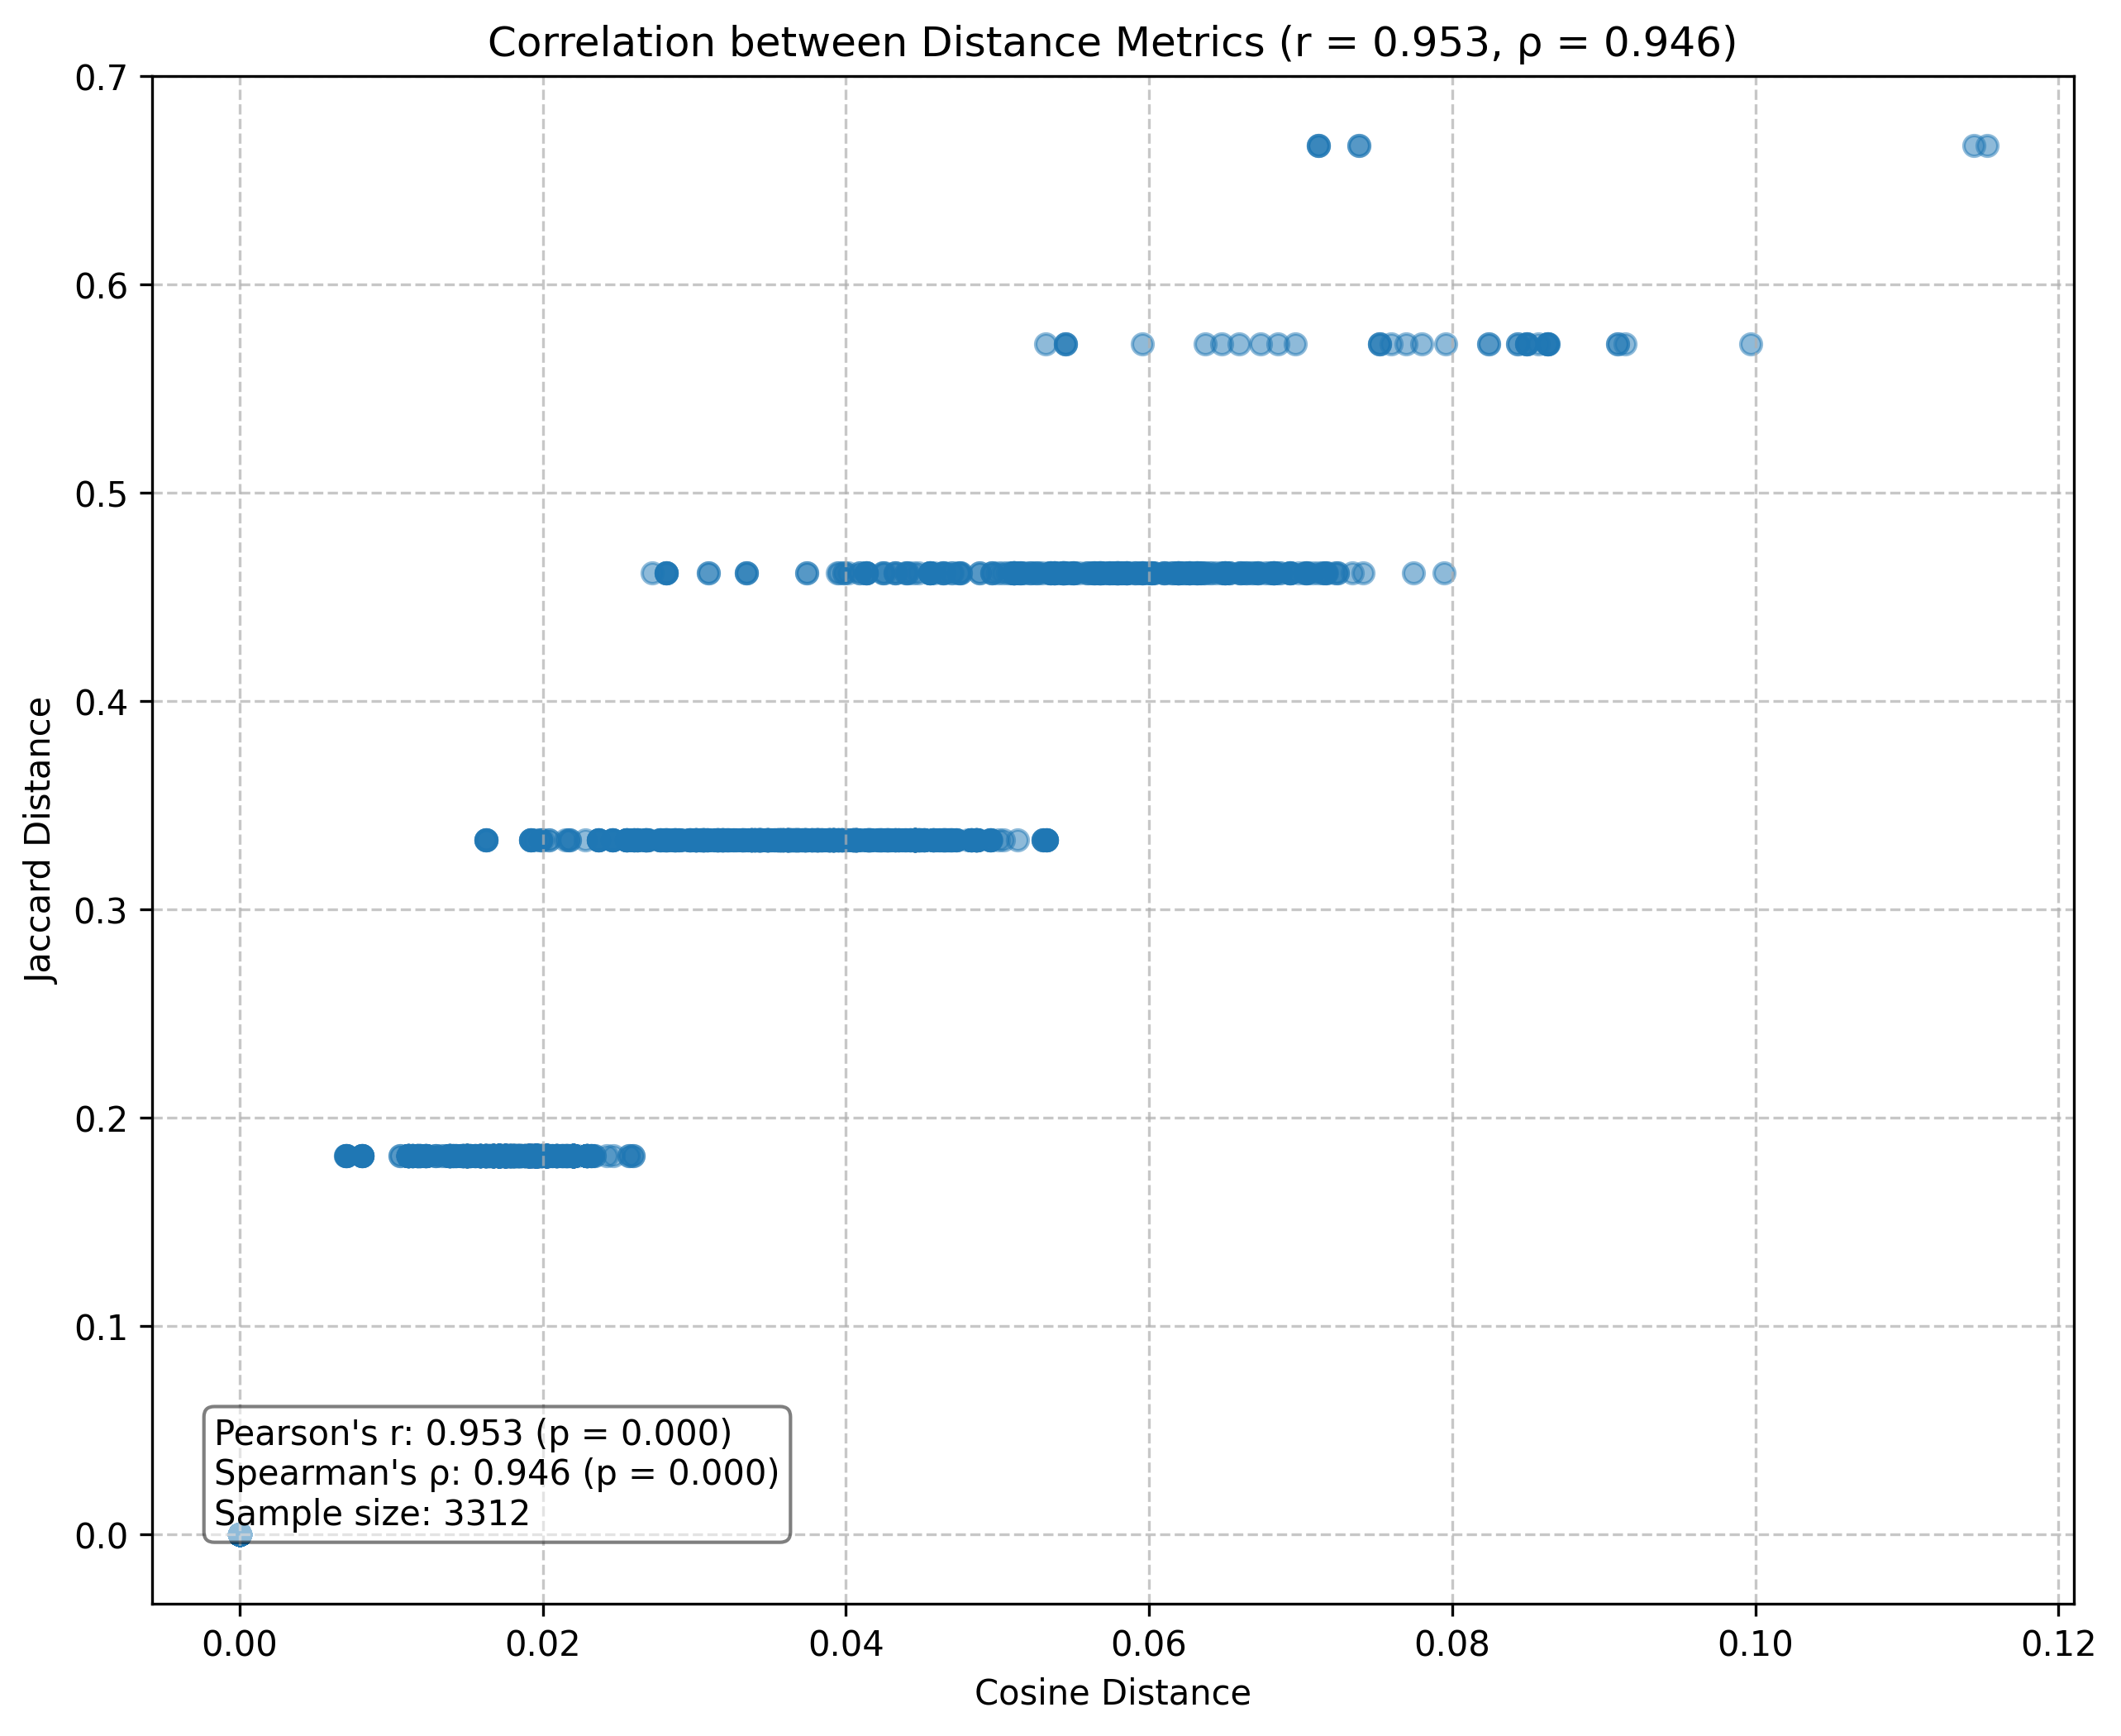 Correlation between Distance Metrics (r = 0.953, ρ = 0.946)
0.7
0.6
0.5
0.4
0.3
0.2
0.1
0.0
Jaccard Distance
Pearson's r: 0.953 (p = 0.000)
Spearman's ρ: 0.946 (p = 0.000)
Sample size: 3312
0.00 0.02 0.04 0.06 0.08 0.10 0.12
Cosine Distance